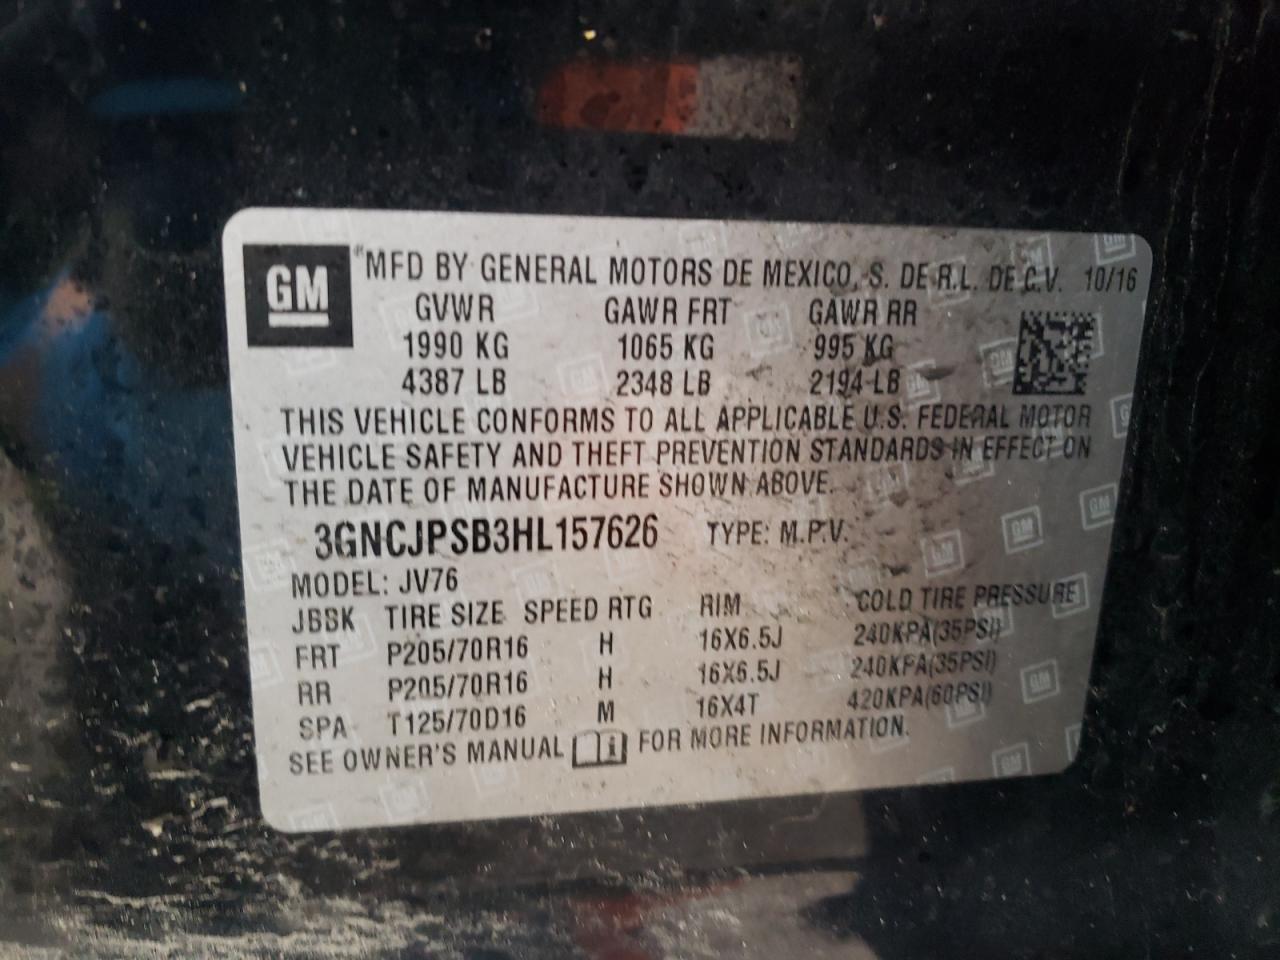 GM
MFD BY GENERAL MOTORS DE MEXICO, S. DE R.L. DE C.V. 10/16
GVWR GAWR FRT GAWR RR
1990 KG 1065 KG 995 KG
4387 LB 2348 LB 2194 LB
THIS VEHICLE CONFORMS TO ALL APPLICABLE U.S. FEDERAL MOTOR
VEHICLE SAFETY AND THEFT PREVENTION STANDARDS IN EFFECT ON
THE DATE OF MANUFACTURE SHOWN ABOVE.
3GNCJPSB3HL157626 TYPE: M.P.V.
MODEL: JV76
JBSK TIRE SIZE SPEED RTG RIM COLD TIRE PRESSURE
FRT P205/70R16 H 16X6.5J 240KPA(35PSI)
RR P205/70R16 H 16X6.5J 240KPA(35PSI)
SPA T125/70D16 M 16X4T 420KPA(60PSI)
SEE OWNER'S MANUAL FOR MORE INFORMATION.